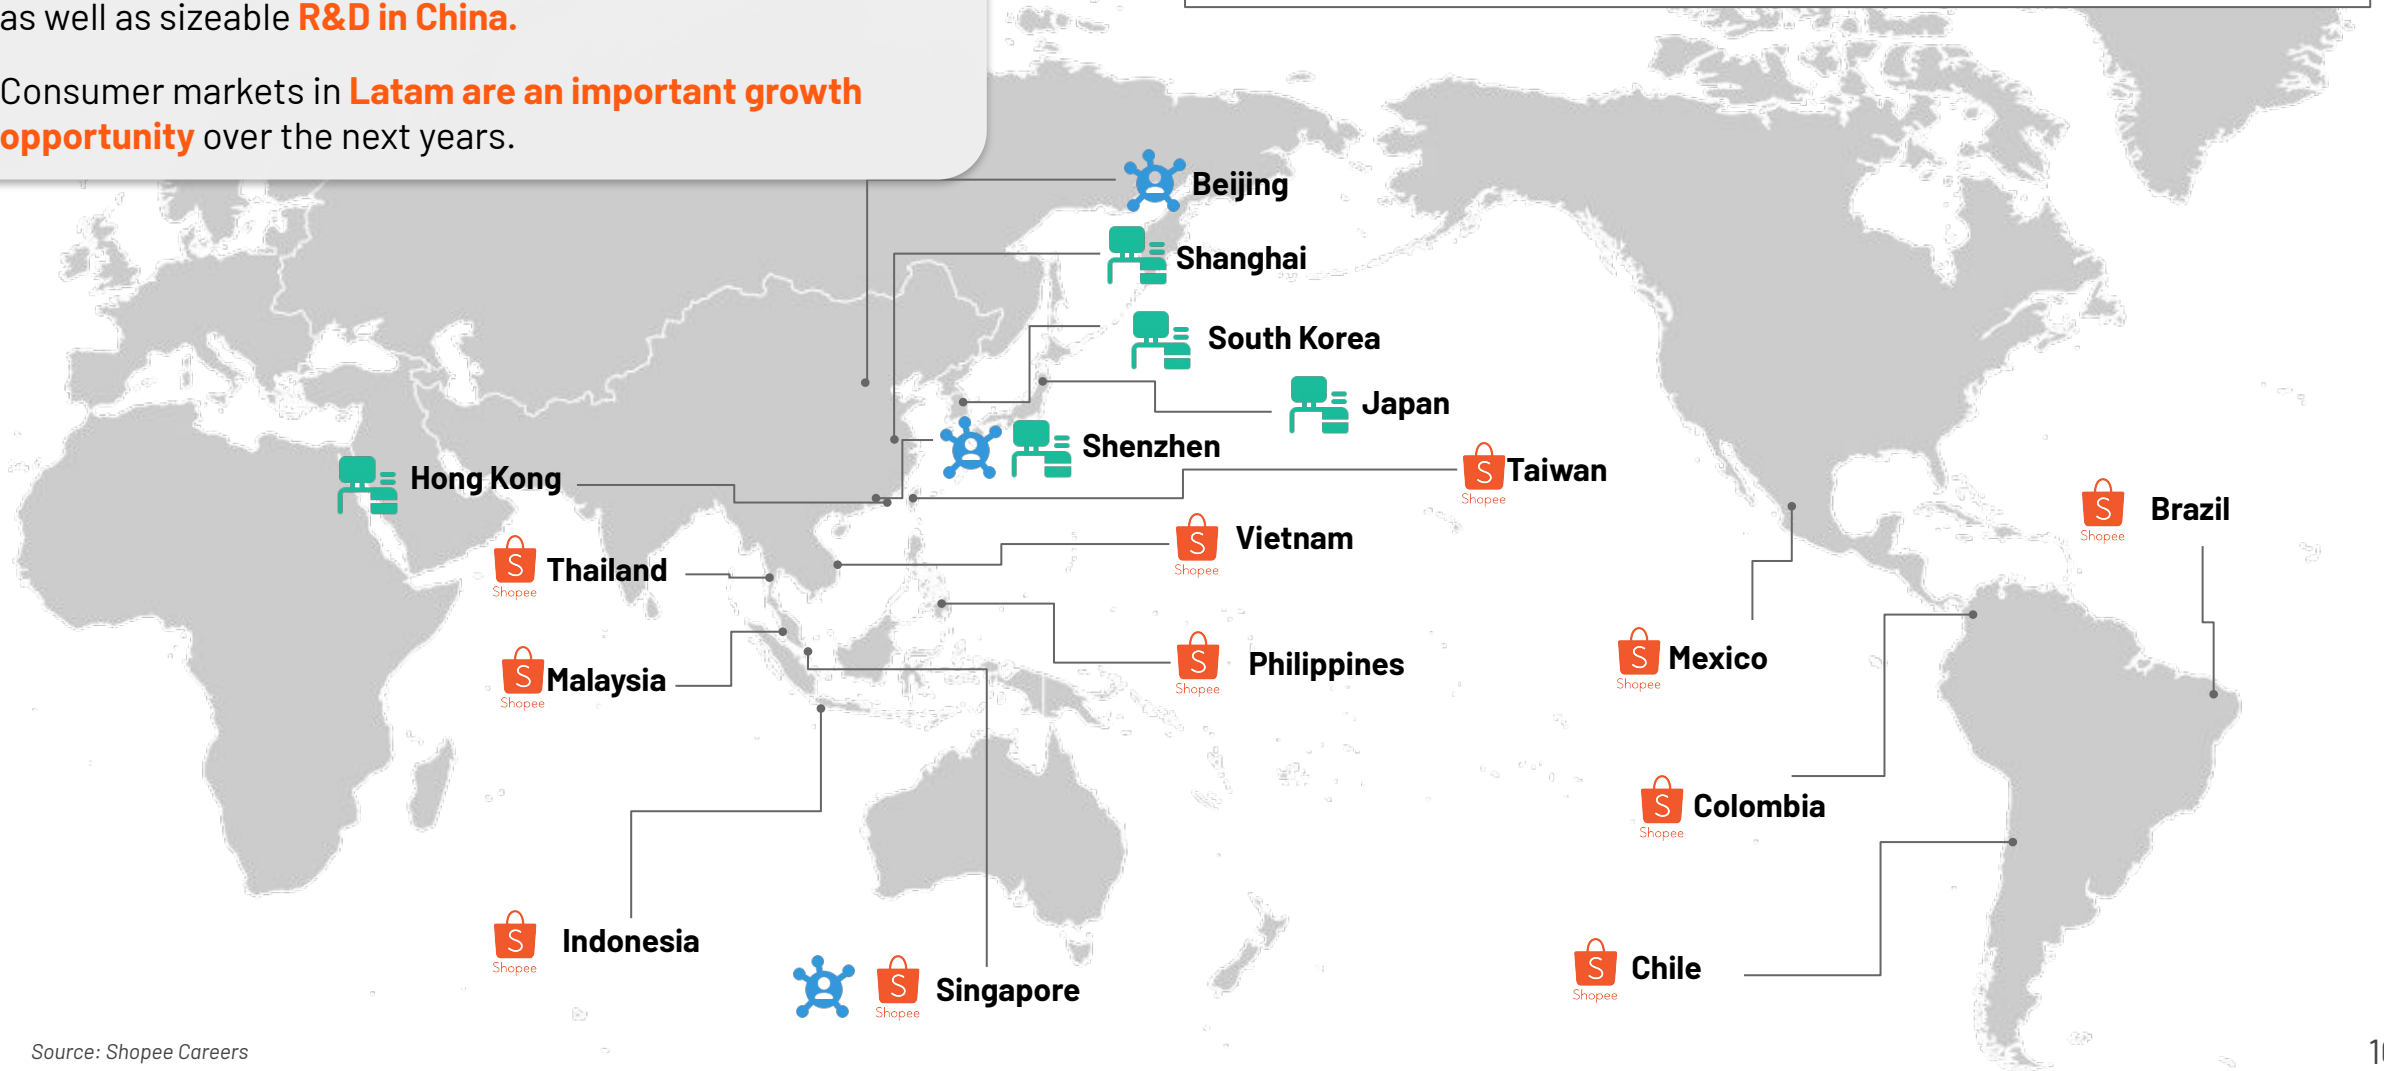 as well as sizeable R&D in China.
Consumer markets in Latam are an important growth
opportunity over the next years.
Beijing
Shanghai
South Korea
Japan
Shenzhen
Taiwan
Shopee
Hong Kong
Brazil
Shopee
Vietnam
Shopee
Thailand
Shopee
Philippines
Shopee
Mexico
Shopee
Malaysia
Shopee
Colombia
Shopee
Indonesia
Shopee
Singapore
Shopee
Chile
Shopee
Source: Shopee Careers